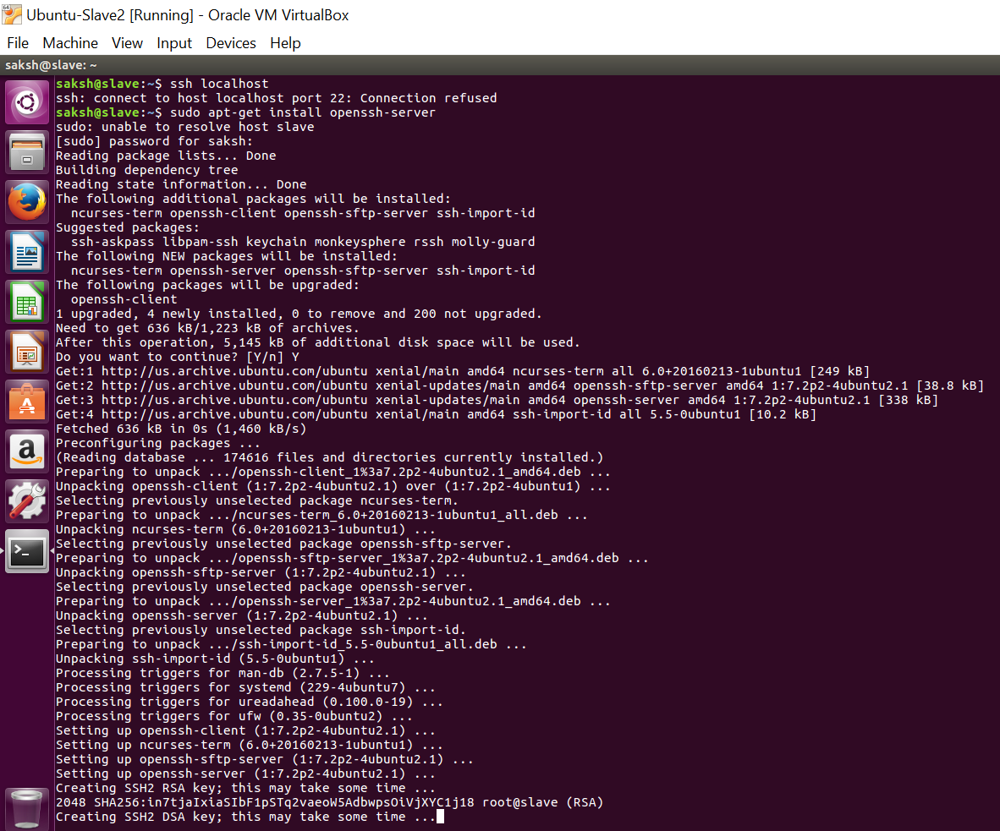 Ubuntu-Slave2 [Running] - Oracle VM VirtualBox
File Machine View Input Devices Help
saksh@slave: ~
saksh@slave:~$ ssh localhost
ssh: connect to host localhost port 22: Connection refused
saksh@slave:~$ sudo apt-get install openssh-server
sudo: unable to resolve host slave
[sudo] password for saksh:
Reading package lists... Done
Building dependency tree
Reading state information... Done
The following additional packages will be installed:
  ncurses-term openssh-client openssh-sftp-server ssh-import-id
Suggested packages:
  ssh-askpass libpam-ssh keychain monkeysphere rssh molly-guard
The following NEW packages will be installed:
  ncurses-term openssh-server openssh-sftp-server ssh-import-id
The following packages will be upgraded:
  openssh-client
1 upgraded, 4 newly installed, 0 to remove and 200 not upgraded.
Need to get 636 kB/1,223 kB of archives.
After this operation, 5,145 kB of additional disk space will be used.
Do you want to continue? [Y/n] Y
Get:1 http://us.archive.ubuntu.com/ubuntu xenial/main amd64 ncurses-term all 6.0+20160213-1ubuntu1 [249 kB]
Get:2 http://us.archive.ubuntu.com/ubuntu xenial-updates/main amd64 openssh-sftp-server amd64 1:7.2p2-4ubuntu2.1 [38.8 kB]
Get:3 http://us.archive.ubuntu.com/ubuntu xenial-updates/main amd64 openssh-server amd64 1:7.2p2-4ubuntu2.1 [338 kB]
Get:4 http://us.archive.ubuntu.com/ubuntu xenial/main amd64 ssh-import-id all 5.5-0ubuntu1 [10.2 kB]
Fetched 636 kB in 0s (1,460 kB/s)
Preconfiguring packages ...
(Reading database ... 174616 files and directories currently installed.)
Preparing to unpack .../openssh-client_1%3a7.2p2-4ubuntu2.1_amd64.deb ...
Unpacking openssh-client (1:7.2p2-4ubuntu2.1) over (1:7.2p2-4ubuntu1) ...
Selecting previously unselected package ncurses-term.
Preparing to unpack .../ncurses-term_6.0+20160213-1ubuntu1_all.deb ...
Unpacking ncurses-term (6.0+20160213-1ubuntu1) ...
Selecting previously unselected package openssh-sftp-server.
Preparing to unpack .../openssh-sftp-server_1%3a7.2p2-4ubuntu2.1_amd64.deb ...
Unpacking openssh-sftp-server (1:7.2p2-4ubuntu2.1) ...
Selecting previously unselected package openssh-server.
Preparing to unpack .../openssh-server_1%3a7.2p2-4ubuntu2.1_amd64.deb ...
Unpacking openssh-server (1:7.2p2-4ubuntu2.1) ...
Selecting previously unselected package ssh-import-id.
Preparing to unpack .../ssh-import-id_5.5-0ubuntu1_all.deb ...
Unpacking ssh-import-id (5.5-0ubuntu1) ...
Processing triggers for man-db (2.7.5-1) ...
Processing triggers for systemd (229-4ubuntu7) ...
Processing triggers for ureadahead (0.100.0-19) ...
Processing triggers for ufw (0.35-0ubuntu2) ...
Setting up openssh-client (1:7.2p2-4ubuntu2.1) ...
Setting up ncurses-term (6.0+20160213-1ubuntu1) ...
Setting up openssh-sftp-server (1:7.2p2-4ubuntu2.1) ...
Setting up openssh-server (1:7.2p2-4ubuntu2.1) ...
Creating SSH2 RSA key; this may take some time ...
2048 SHA256:in7tjaIxiaSIbF1pSTq2vaeoW5AdbwpsOiVjXYC1j18 root@slave (RSA)
Creating SSH2 DSA key; this may take some time ...